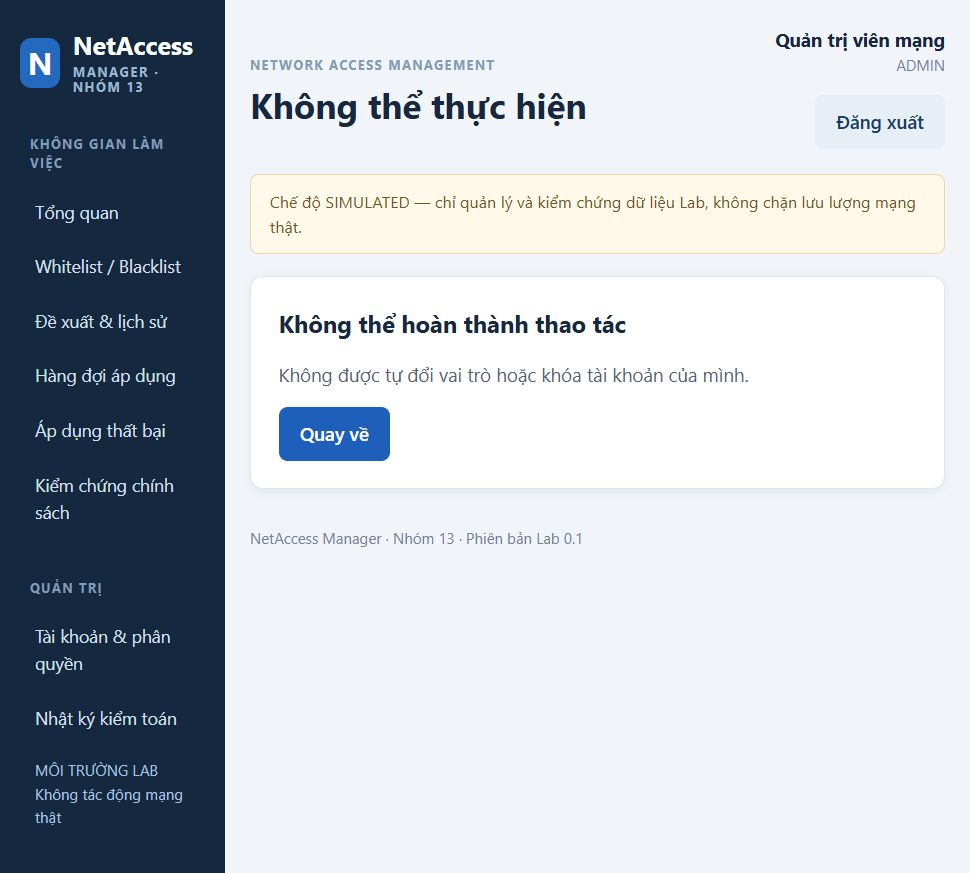 N
NetAccess
MANAGER ·
NHÓM 13
KHÔNG GIAN LÀM
VIỆC
Tổng quan
Whitelist / Blacklist
Đề xuất & lịch sử
Hàng đợi áp dụng
Áp dụng thất bại
Kiểm chứng chính
sách
QUẢN TRỊ
Tài khoản & phân
quyền
Nhật ký kiểm toán
MÔI TRƯỜNG LAB
Không tác động mạng
thật
NETWORK ACCESS MANAGEMENT
Không thể thực hiện
Quản trị viên mạng
ADMIN
Đăng xuất
Chế độ SIMULATED — chỉ quản lý và kiểm chứng dữ liệu Lab, không chặn lưu lượng mạng
thật.
Không thể hoàn thành thao tác
Không được tự đổi vai trò hoặc khóa tài khoản của mình.
Quay về
NetAccess Manager · Nhóm 13 · Phiên bản Lab 0.1